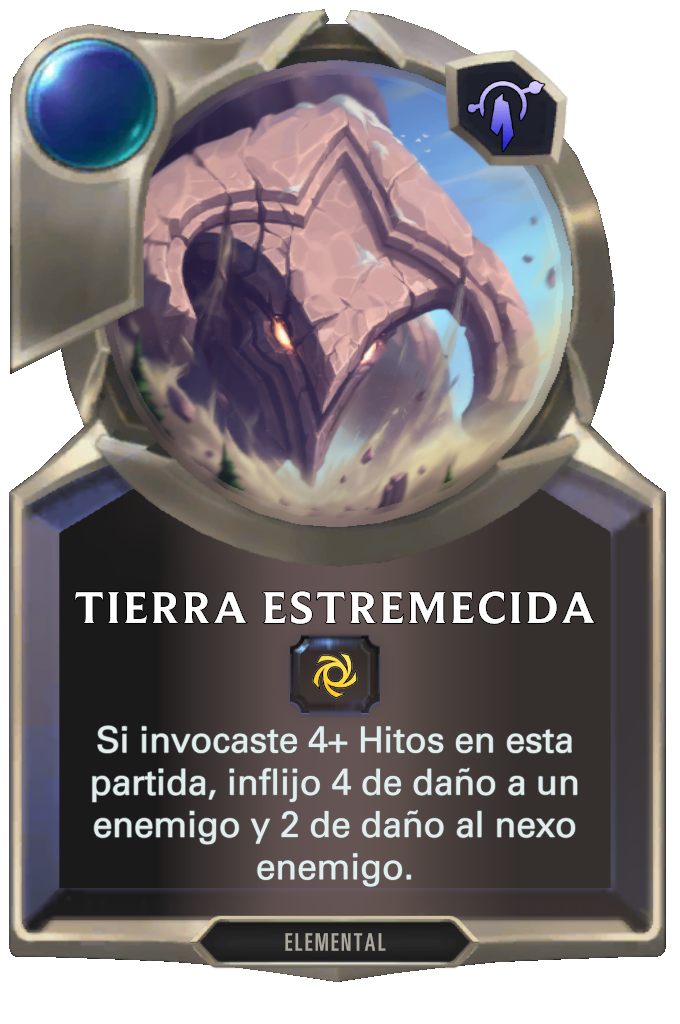 TIERRA ESTREMECIDA
Si invocaste 4+ Hitos en esta
partida, inflijo 4 de daño a un
enemigo y 2 de daño al nexo
enemigo.
ELEMENTAL